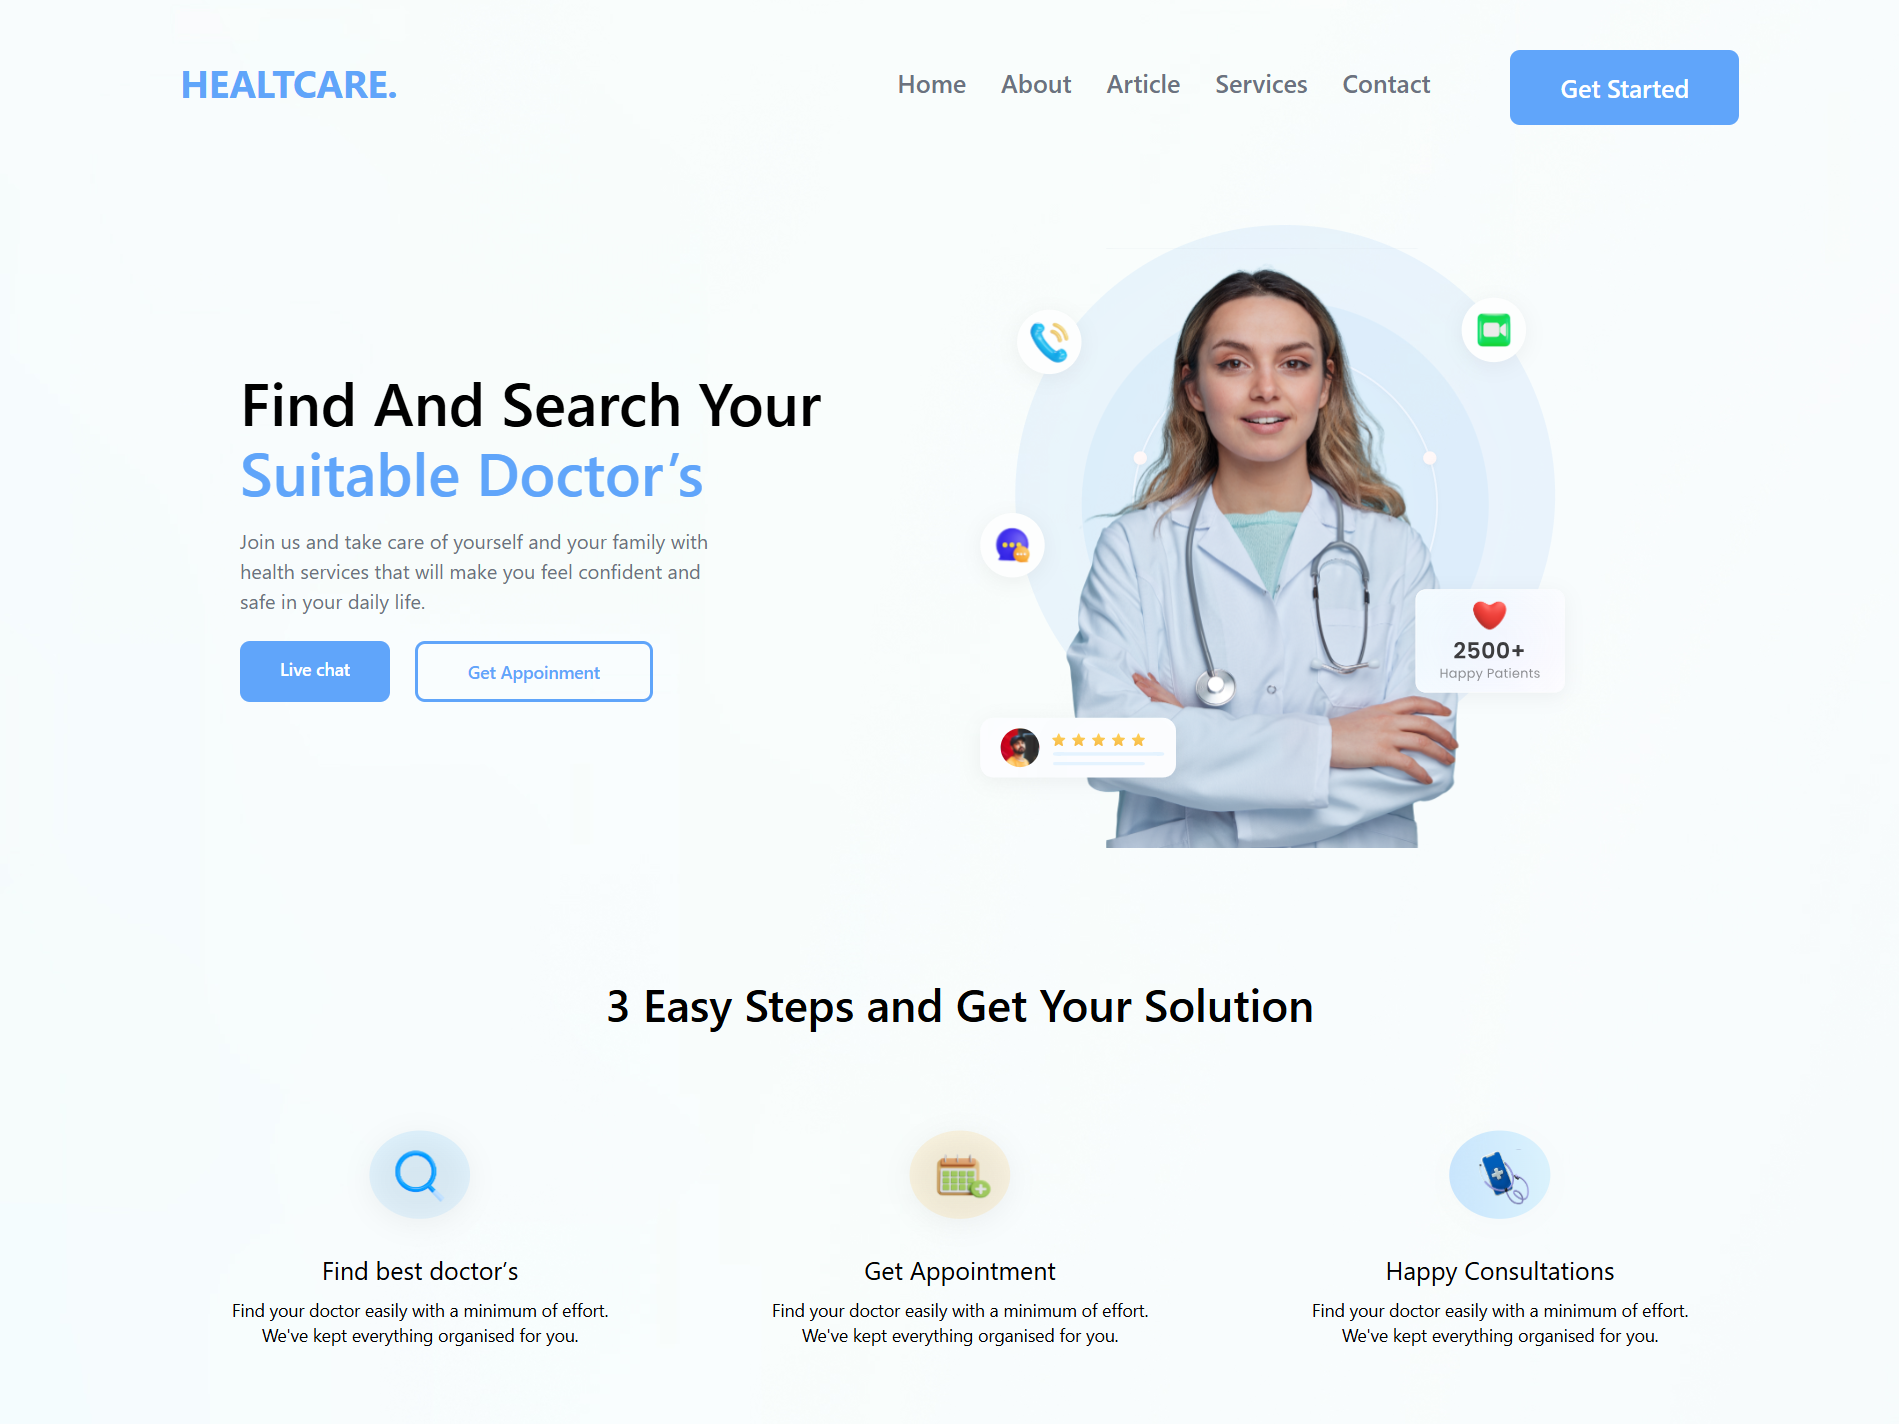 HEALTCARE.
Home About Article Services Contact Get Started
Find And Search Your
Suitable Doctor’s
Join us and take care of yourself and your family with
health services that will make you feel confident and
safe in your daily life.
Live chat Get Appoinment
2500+
Happy Patients
3 Easy Steps and Get Your Solution
Find best doctor’s
Find your doctor easily with a minimum of effort.
We've kept everything organised for you.
Get Appointment
Find your doctor easily with a minimum of effort.
We've kept everything organised for you.
Happy Consultations
Find your doctor easily with a minimum of effort.
We've kept everything organised for you.